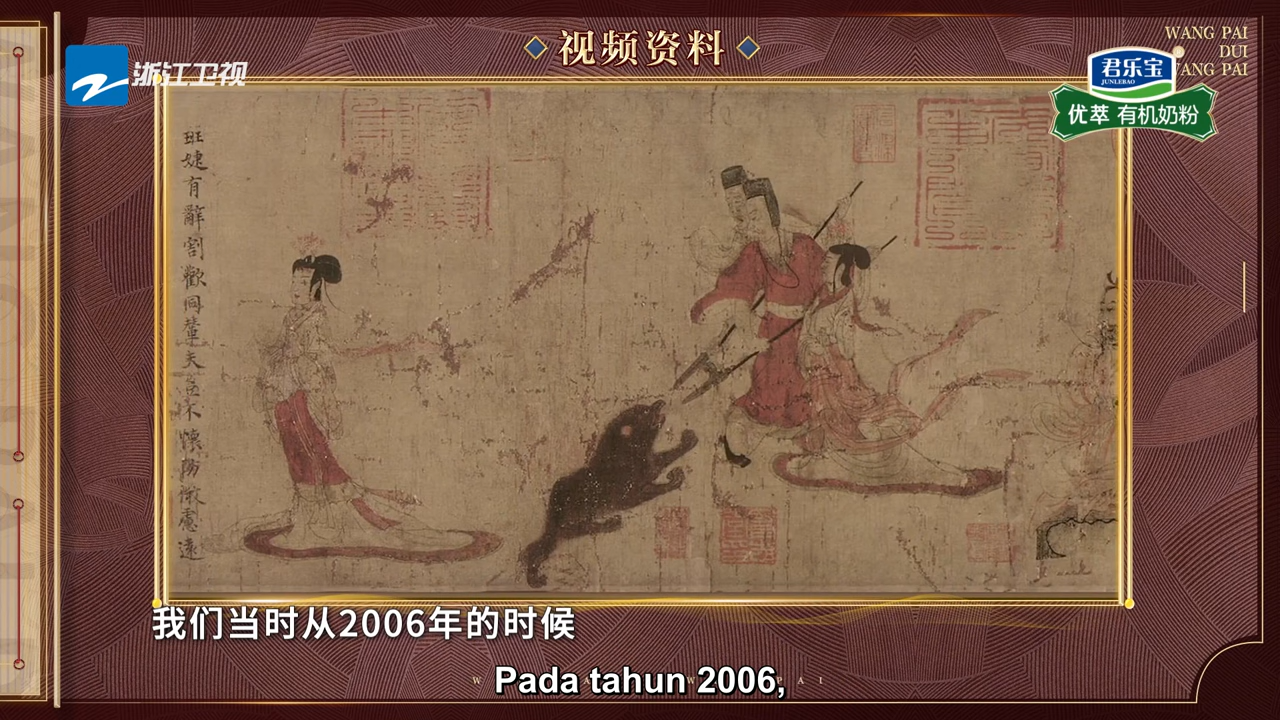 视频资料
浙江卫视
WANG PAI
DUI
WANG PAI
君乐宝
JUNLEBAO
优萃 有机奶粉
班婕有辭割歡同輦夫豈不懷防微慮遠
我们当时从2006年的时候
Pada tahun 2006,